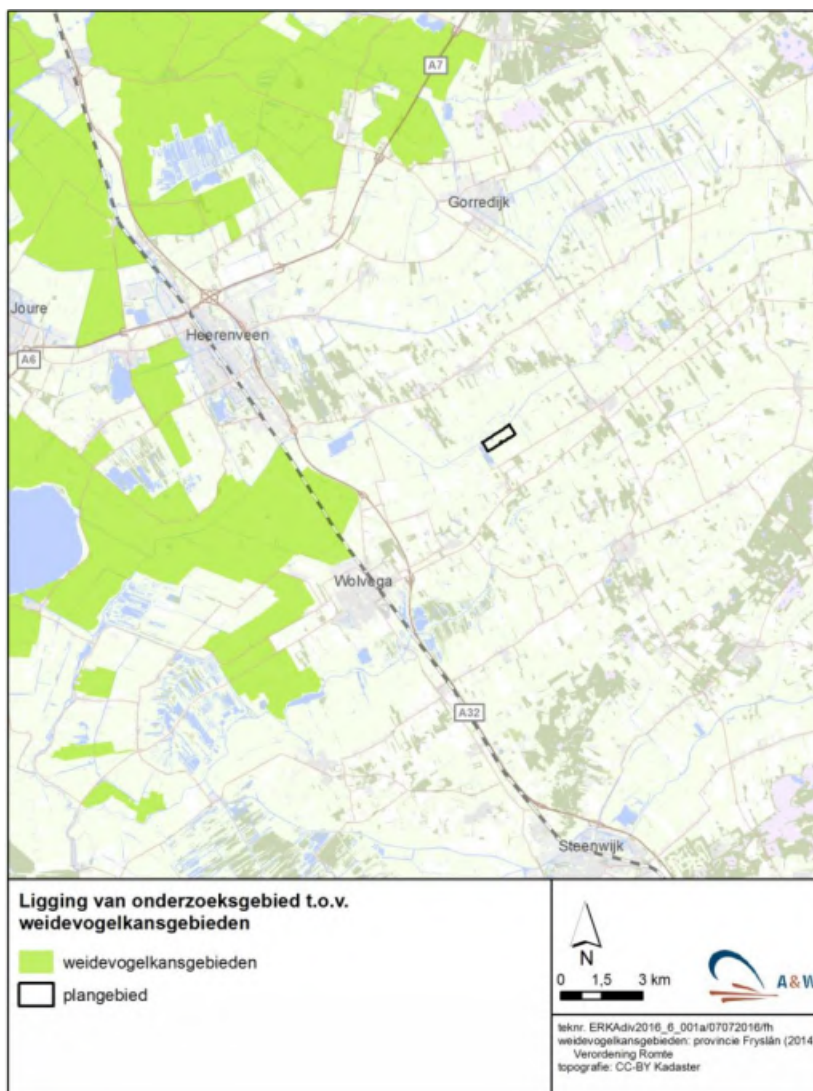 A7
Gorredijk
Joure
Heerenveen
A6
Wolvega
A32
Steenwijk
Ligging van onderzoeksgebied t.o.v.
weidevogelkansgebieden
weidevogelkansgebieden
plangebied
N
0 1,5 3 km
A&W
teknr. ERKAdiv2016_6_001a/07072016/fh
weidevogelkansgebieden: provincie Fryslân (2014
Verordening Romte
topografie: CC-BY Kadaster